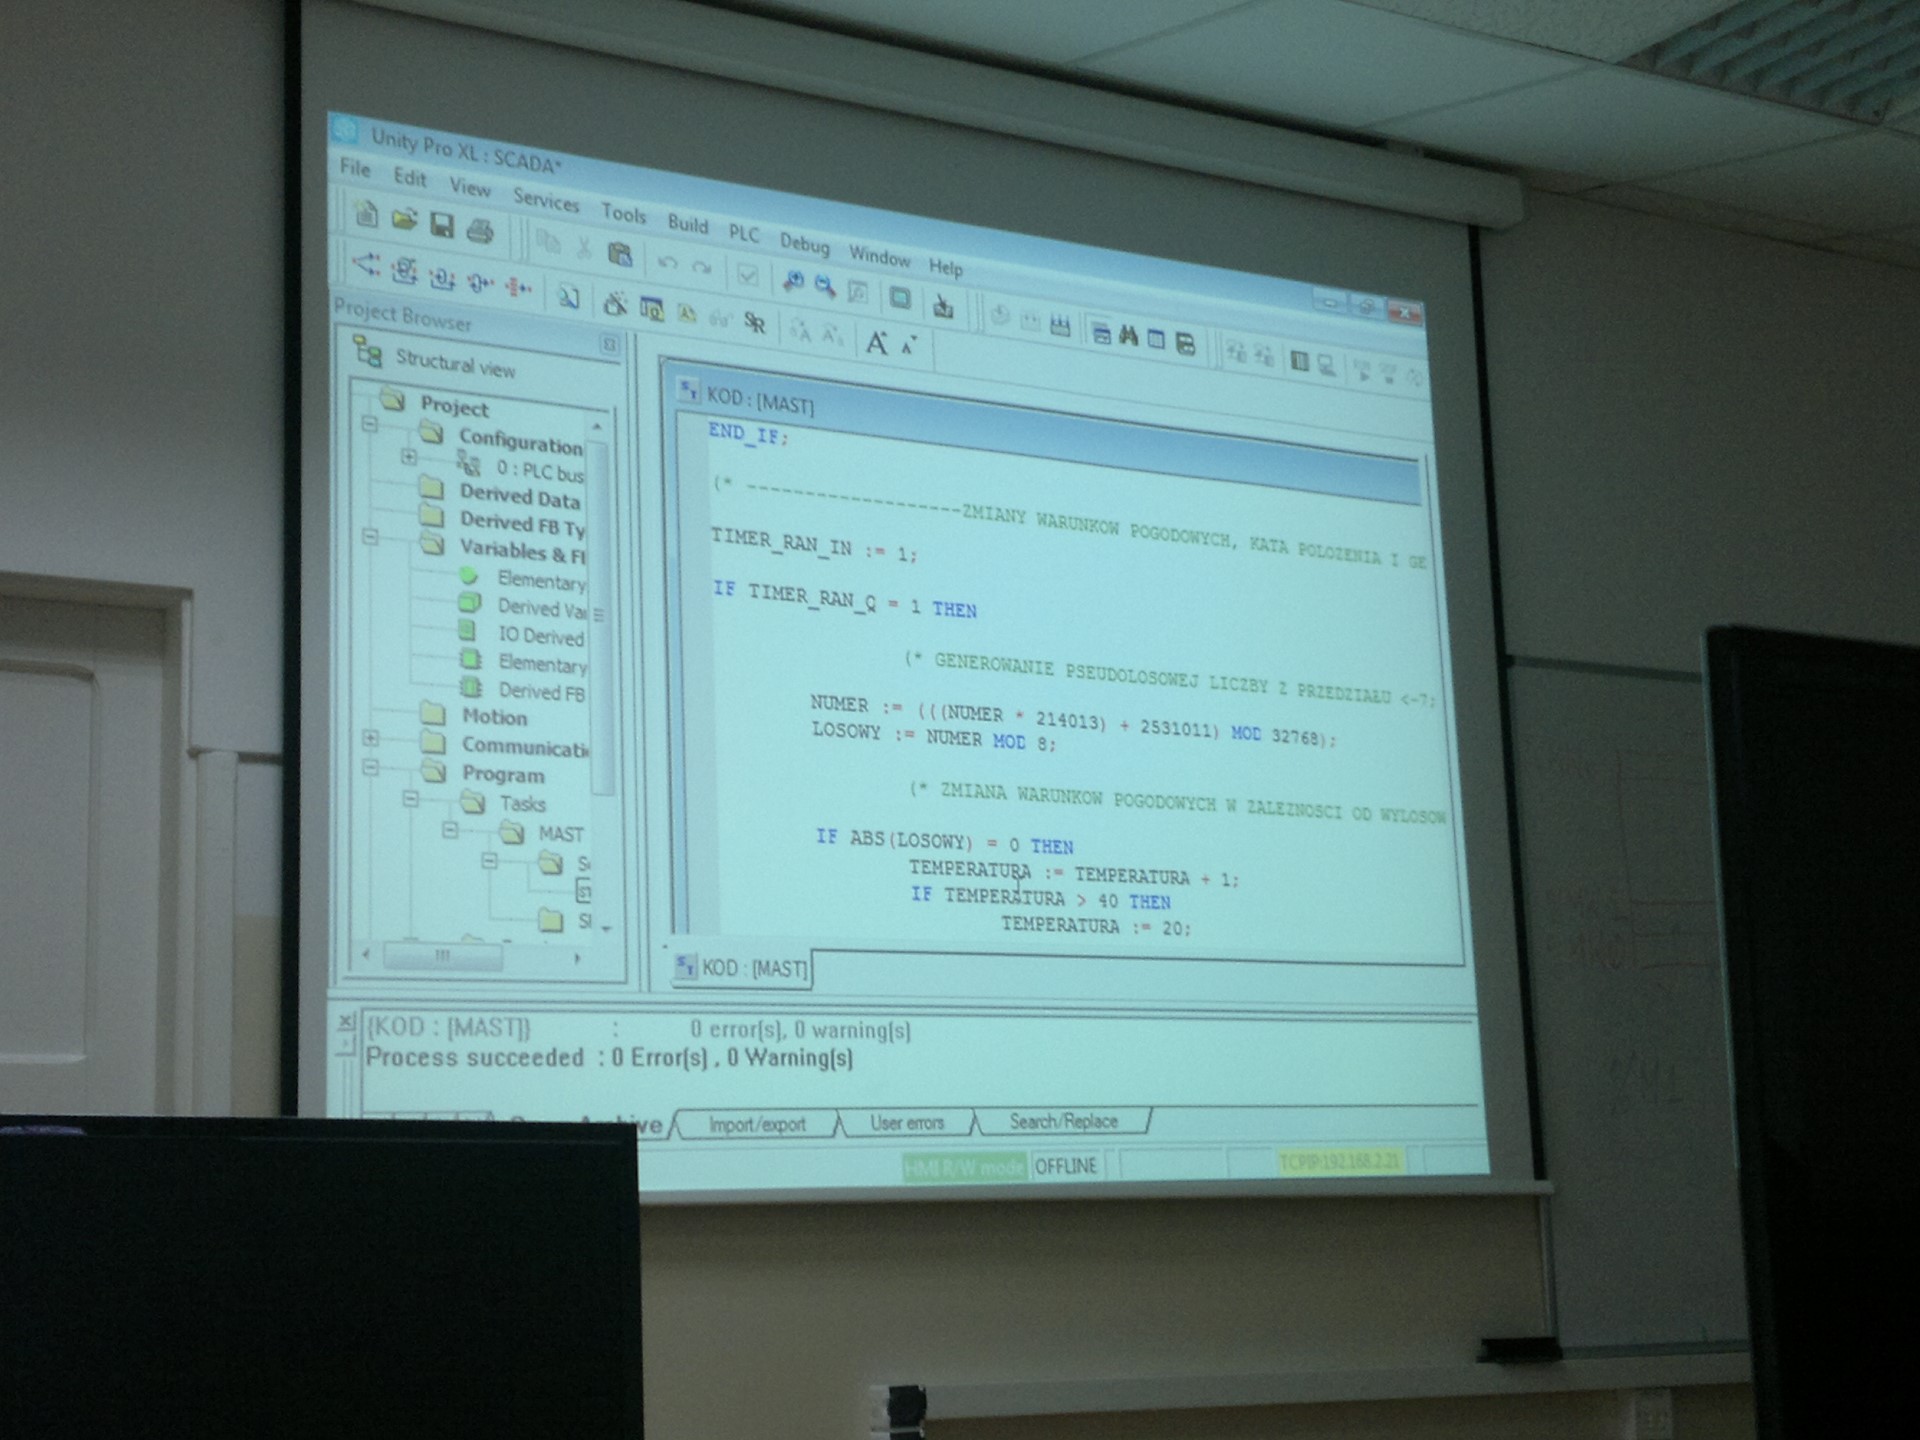 Unity Pro XL : SCADA*
File Edit View Services Tools Build PLC Debug Window Help
Project Browser
Structural view
Project
Configuration
0 : PLC bus
Derived Data
Derived FB Ty
Variables & FI
Elementary
Derived Var
IO Derived
Elementary
Derived FB
Motion
Communicati
Program
Tasks
MAST
KOD : [MAST]
END_IF;
(* -------------------ZMIANY WARUNKOW POGODOWYCH, KATA POLOZENIA I GE
TIMER_RAN_IN := 1;
IF TIMER_RAN_Q = 1 THEN
(* GENEROWANIE PSEUDOLOSOWEJ LICZBY Z PRZEDZIAŁU <-7;
NUMER := (((NUMER * 214013) + 2531011) MOD 32768);
LOSOWY := NUMER MOD 8;
(* ZMIANA WARUNKOW POGODOWYCH W ZALEZNOSCI OD WYLOSOW
IF ABS(LOSOWY) = 0 THEN
TEMPERATURA := TEMPERATURA + 1;
IF TEMPERATURA > 40 THEN
TEMPERATURA := 20;
KOD : [MAST]
{KOD : [MAST]} : 0 error(s), 0 warning(s)
Process succeeded : 0 Error(s) , 0 Warning(s)
Import/export User errors Search/Replace
HMI R/W mode OFFLINE TCPIP:192.168.2.21